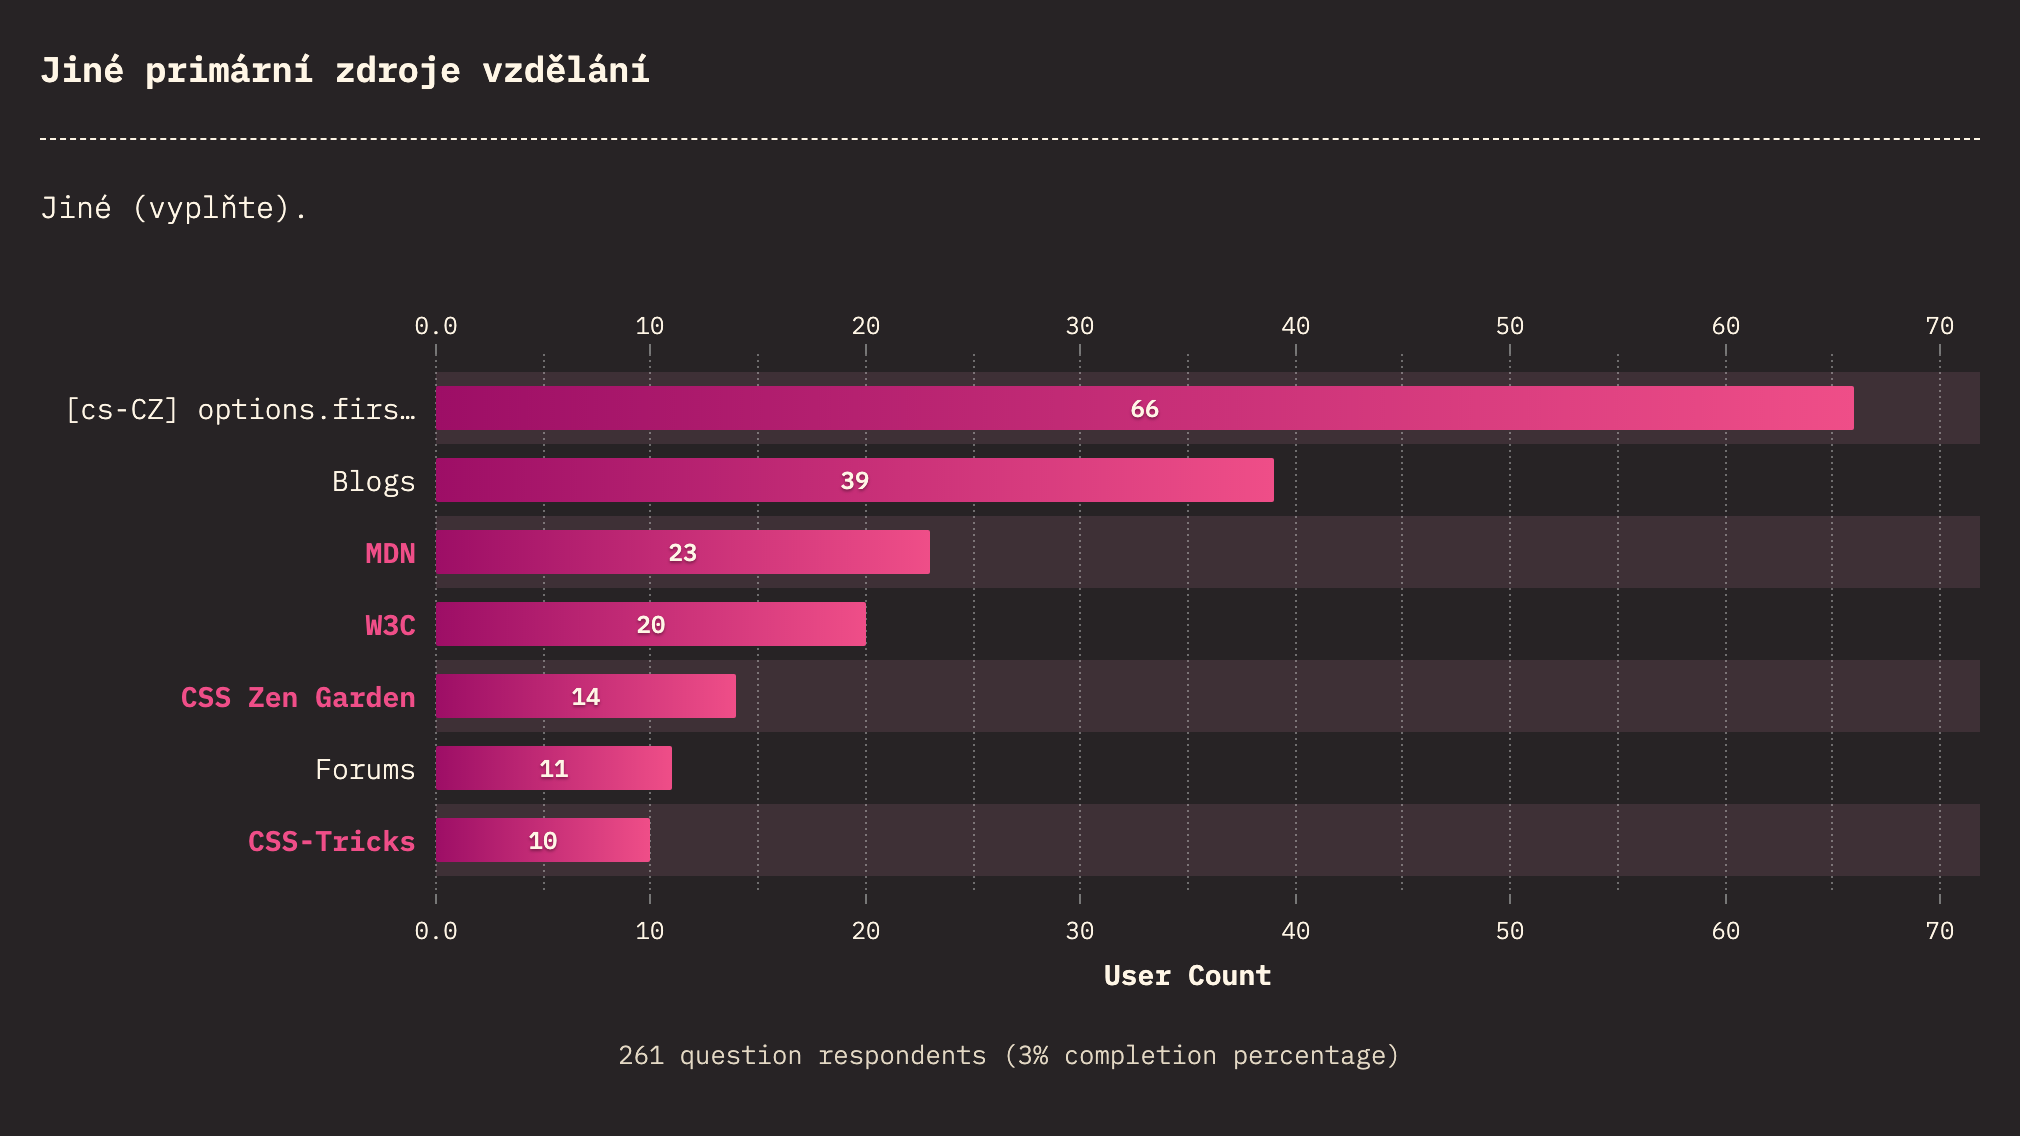 Jiné primární zdroje vzdělání
Jiné (vyplňte).
0.0 10 20 30 40 50 60 70
[cs-CZ] options.firs… 66
Blogs 39
MDN 23
W3C 20
CSS Zen Garden 14
Forums 11
CSS-Tricks 10
0.0 10 20 30 40 50 60 70
User Count
261 question respondents (3% completion percentage)